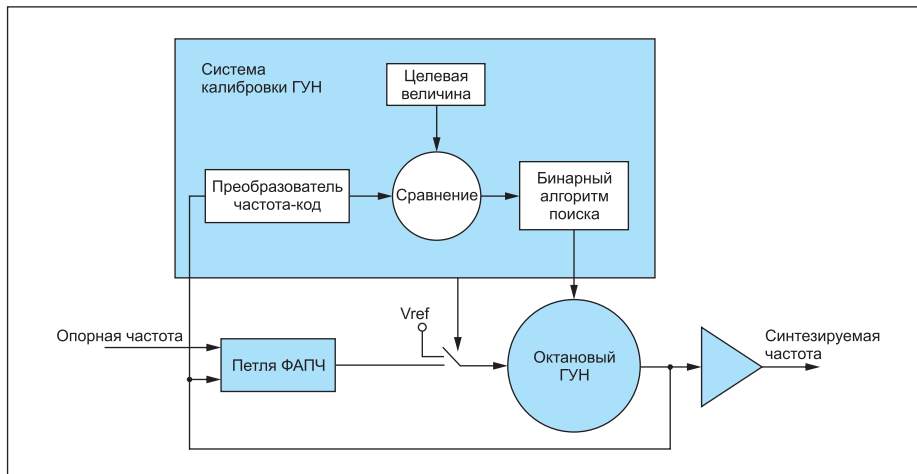 Система
калибровки ГУН
Целевая
величина
Преобразователь
частота-код
Сравнение
Бинарный
алгоритм
поиска
Vref
Опорная частота
Петля ФАПЧ
Октановый
ГУН
Синтезируемая
частота